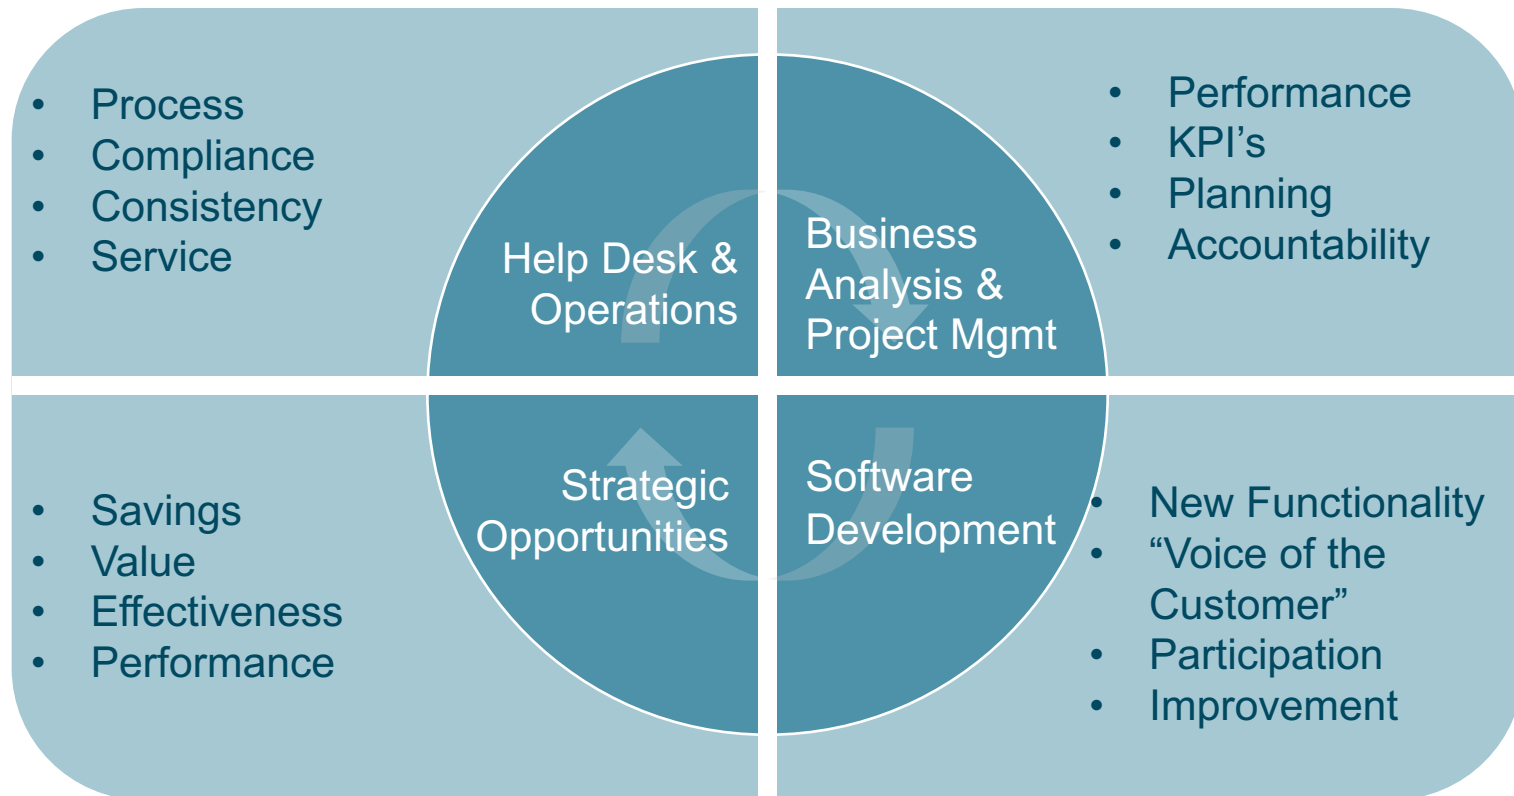 • Process
• Compliance
• Consistency
• Service
Help Desk &
Operations
Business
Analysis &
Project Mgmt
• Performance
• KPI’s
• Planning
• Accountability
• Savings
• Value
• Effectiveness
• Performance
Strategic
Opportunities
Software
Development
• New Functionality
• “Voice of the
Customer”
• Participation
• Improvement